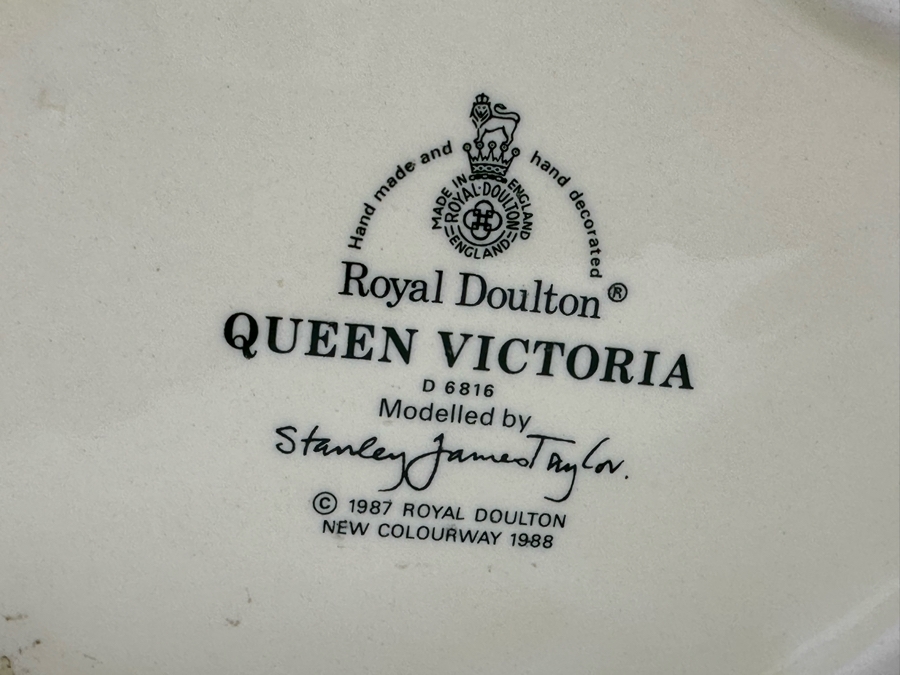 Hand made and hand decorated
MADE IN ENGLAND
ROYAL·DOULTON
ENGLAND
Royal Doulton®
QUEEN VICTORIA
D 6816
Modelled by
Stanley James Taylor.
© 1987 ROYAL DOULTON
NEW COLOURWAY 1988